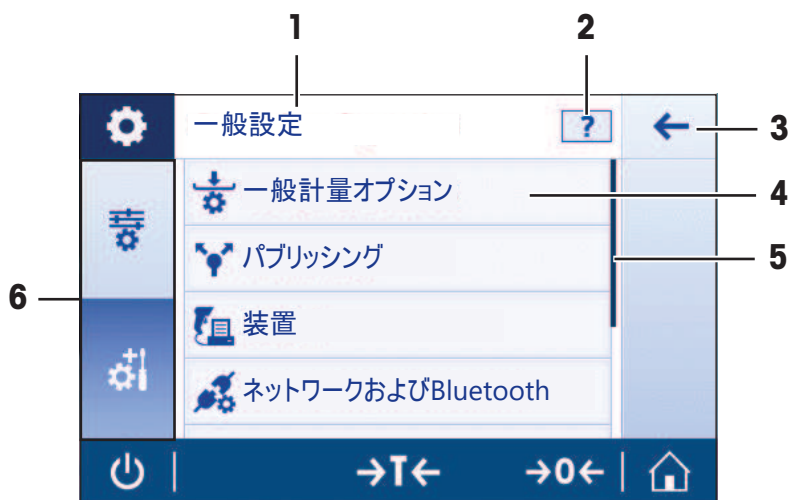 1
2
一般設定
?
3
一般計量オプション
4
パブリッシング
5
6
装置
ネットワークおよびBluetooth
→T←
→0←